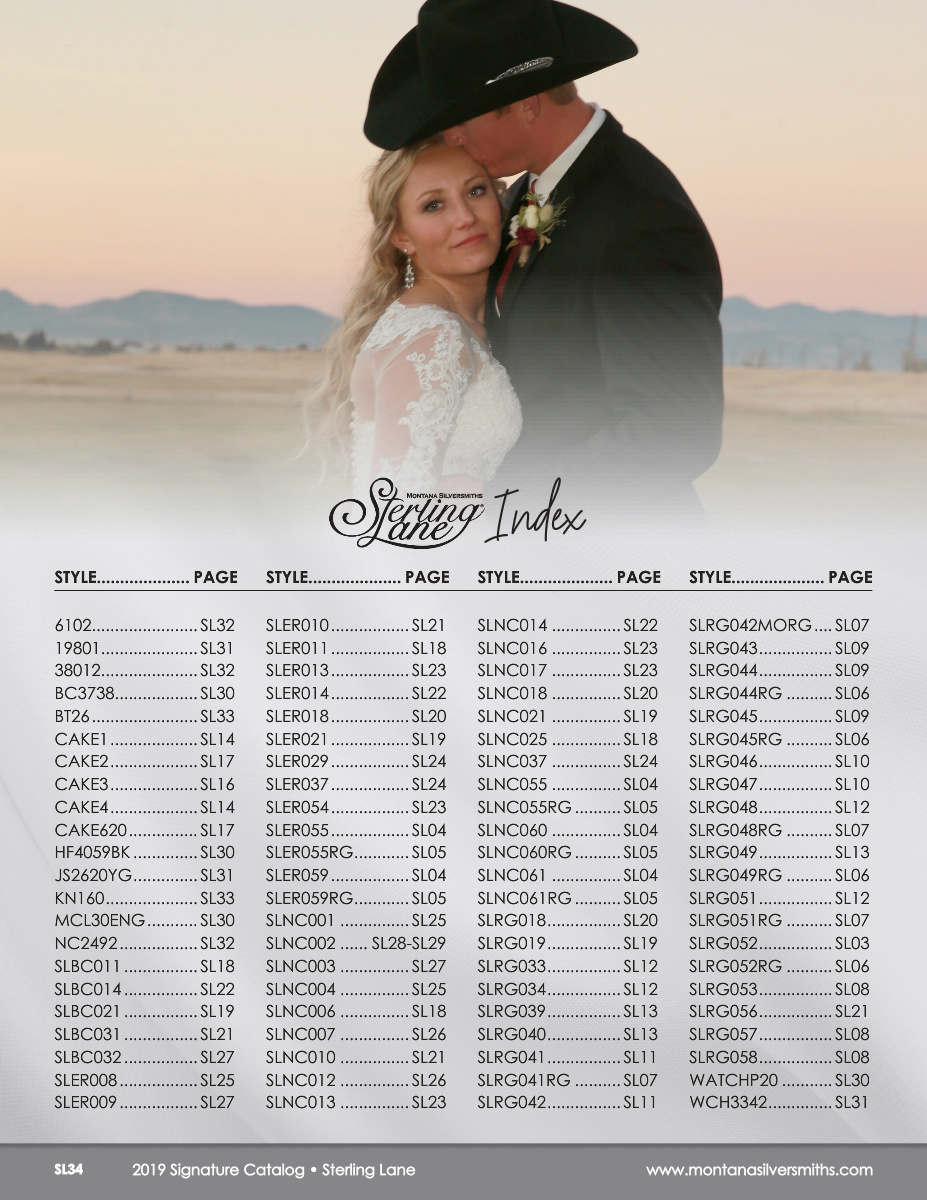 MONTANA SILVERSMITHS
Sterling
Lane
Index
STYLE.................... PAGE
6102....................... SL32
19801..................... SL31
38012..................... SL32
BC3738.................. SL30
BT26....................... SL33
CAKE1................... SL14
CAKE2................... SL17
CAKE3................... SL16
CAKE4................... SL14
CAKE620............... SL17
HF4059BK.............. SL30
JS2620YG.............. SL31
KN160.................... SL33
MCL30ENG........... SL30
NC2492................. SL32
SLBC011................ SL18
SLBC014................ SL22
SLBC021................ SL19
SLBC031................ SL21
SLBC032................ SL27
SLER008................. SL25
SLER009................. SL27
STYLE.................... PAGE
SLER010................. SL21
SLER011................. SL18
SLER013................. SL23
SLER014................. SL22
SLER018................. SL20
SLER021................. SL19
SLER029................. SL24
SLER037................. SL24
SLER054................. SL23
SLER055................. SL04
SLER055RG............ SL05
SLER059................. SL04
SLER059RG............ SL05
SLNC001 ............... SL25
SLNC002 ...... SL28-SL29
SLNC003 ............... SL27
SLNC004 ............... SL25
SLNC006 ............... SL18
SLNC007 ............... SL26
SLNC010 ............... SL21
SLNC012 ............... SL26
SLNC013 ............... SL23
STYLE.................... PAGE
SLNC014 ............... SL22
SLNC016 ............... SL23
SLNC017 ............... SL23
SLNC018 ............... SL20
SLNC021 ............... SL19
SLNC025 ............... SL18
SLNC037 ............... SL24
SLNC055 ............... SL04
SLNC055RG .......... SL05
SLNC060 ............... SL04
SLNC060RG .......... SL05
SLNC061 ............... SL04
SLNC061RG .......... SL05
SLRG018................ SL20
SLRG019................ SL19
SLRG033................ SL12
SLRG034................ SL12
SLRG039................ SL13
SLRG040................ SL13
SLRG041................ SL11
SLRG041RG .......... SL07
SLRG042................ SL11
STYLE.................... PAGE
SLRG042MORG.... SL07
SLRG043................ SL09
SLRG044................ SL09
SLRG044RG .......... SL06
SLRG045................ SL09
SLRG045RG .......... SL06
SLRG046................ SL10
SLRG047................ SL10
SLRG048................ SL12
SLRG048RG .......... SL07
SLRG049................ SL13
SLRG049RG .......... SL06
SLRG051................ SL12
SLRG051RG .......... SL07
SLRG052................ SL03
SLRG052RG .......... SL06
SLRG053................ SL08
SLRG056................ SL21
SLRG057................ SL08
SLRG058................ SL08
WATCHP20 ........... SL30
WCH3342.............. SL31
SL34 2019 Signature Catalog • Sterling Lane www.montanasilversmiths.com